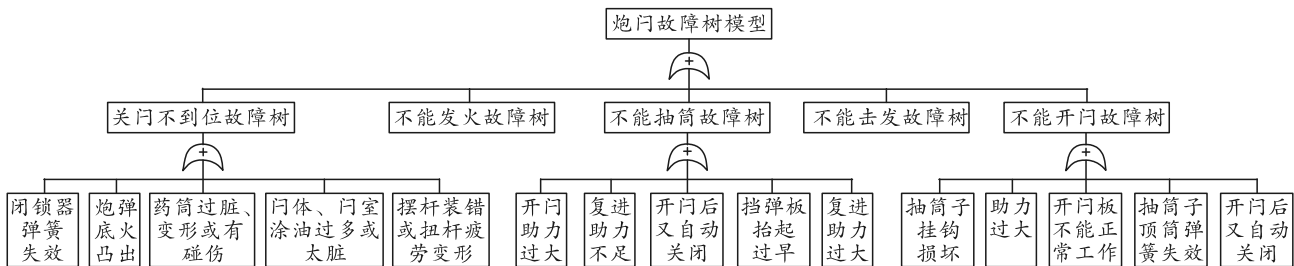 炮闩故障树模型
+
关闩不到位故障树
不能发火故障树
不能抽筒故障树
不能击发故障树
不能开闩故障树
+
+
+
闭锁器
弹簧
失效
炮弹
底火
凸出
药筒过脏、
变形或有
碰伤
闩体、闩室
涂油过多或
太脏
摆杆装错
或扭杆疲
劳变形
开闩
助力
过大
复进
助力
不足
开闩后
又自动
关闭
挡弹板
抬起
过早
复进
助力
过大
抽筒子
挂钩
损坏
助力
过大
开闩板
不能正
常工作
抽筒子
顶筒弹
簧失效
开闩后
又自动
关闭